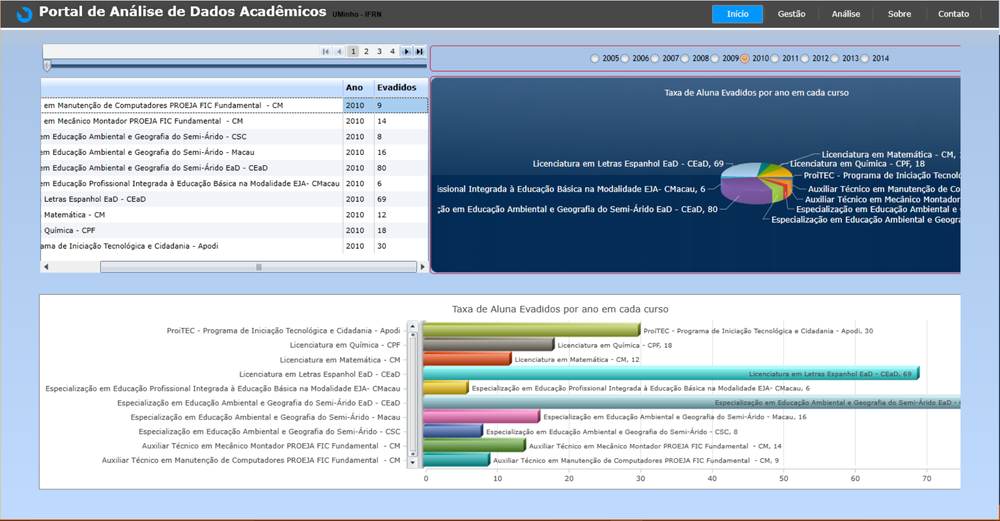 Portal de Análise de Dados Acadêmicos UMinho - IFRN
Início Gestão Análise Sobre Contato
1 2 3 4
2005 2006 2007 2008 2009 2010 2011 2012 2013 2014
Ano Evadidos
em Manutenção de Computadores PROEJA FIC Fundamental - CM 2010 9
em Mecânico Montador PROEJA FIC Fundamental - CM 2010 14
em Educação Ambiental e Geografia do Semi-Árido - CSC 2010 8
em Educação Ambiental e Geografia do Semi-Árido - Macau 2010 16
em Educação Ambiental e Geografia do Semi-Árido EaD - CEaD 2010 80
em Educação Profissional Integrada à Educação Básica na Modalidade EJA- CMacau 2010 6
Letras Espanhol EaD - CEaD 2010 69
Matemática - CM 2010 12
Química - CPF 2010 18
ama de Iniciação Tecnológica e Cidadania - Apodi 2010 30
Taxa de Aluna Evadidos por ano em cada curso
Licenciatura em Matemática - CM,
Licenciatura em Letras Espanhol EaD - CEaD, 69
Licenciatura em Química - CPF, 18
ProiTEC - Programa de Iniciação Tecnoló
issional Integrada à Educação Básica na Modalidade EJA- CMacau, 6
Auxiliar Técnico em Manutenção de Co
Auxiliar Técnico em Mecânico Montador
ção em Educação Ambiental e Geografia do Semi-Árido EaD - CEaD, 80
Especialização em Educação Ambiental e
Especialização em Educação Ambiental e Geogra
Taxa de Aluna Evadidos por ano em cada curso
ProiTEC - Programa de Iniciação Tecnológica e Cidadania - Apodi ProiTEC - Programa de Iniciação Tecnológica e Cidadania - Apodi, 30
Licenciatura em Química - CPF Licenciatura em Química - CPF, 18
Licenciatura em Matemática - CM Licenciatura em Matemática - CM, 12
Licenciatura em Letras Espanhol EaD - CEaD Licenciatura em Letras Espanhol EaD - CEaD, 69
Especialização em Educação Profissional Integrada à Educação Básica na Modalidade EJA- CMacau Especialização em Educação Profissional Integrada à Educação Básica na Modalidade EJA- CMacau, 6
Especialização em Educação Ambiental e Geografia do Semi-Árido EaD - CEaD Especialização em Educação Ambiental e Geografia do Semi-Árido EaD -
Especialização em Educação Ambiental e Geografia do Semi-Árido - Macau Especialização em Educação Ambiental e Geografia do Semi-Árido - Macau, 16
Especialização em Educação Ambiental e Geografia do Semi-Árido - CSC Especialização em Educação Ambiental e Geografia do Semi-Árido - CSC, 8
Auxiliar Técnico em Mecânico Montador PROEJA FIC Fundamental - CM Auxiliar Técnico em Mecânico Montador PROEJA FIC Fundamental - CM, 14
Auxiliar Técnico em Manutenção de Computadores PROEJA FIC Fundamental - CM Auxiliar Técnico em Manutenção de Computadores PROEJA FIC Fundamental - CM, 9
0 10 20 30 40 50 60 70